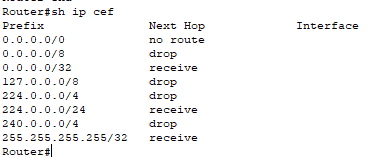 Router#sh ip cef
Prefix Next Hop Interface
0.0.0.0/0 no route
0.0.0.0/8 drop
0.0.0.0/32 receive
127.0.0.0/8 drop
224.0.0.0/4 drop
224.0.0.0/24 receive
240.0.0.0/4 drop
255.255.255.255/32 receive
Router#